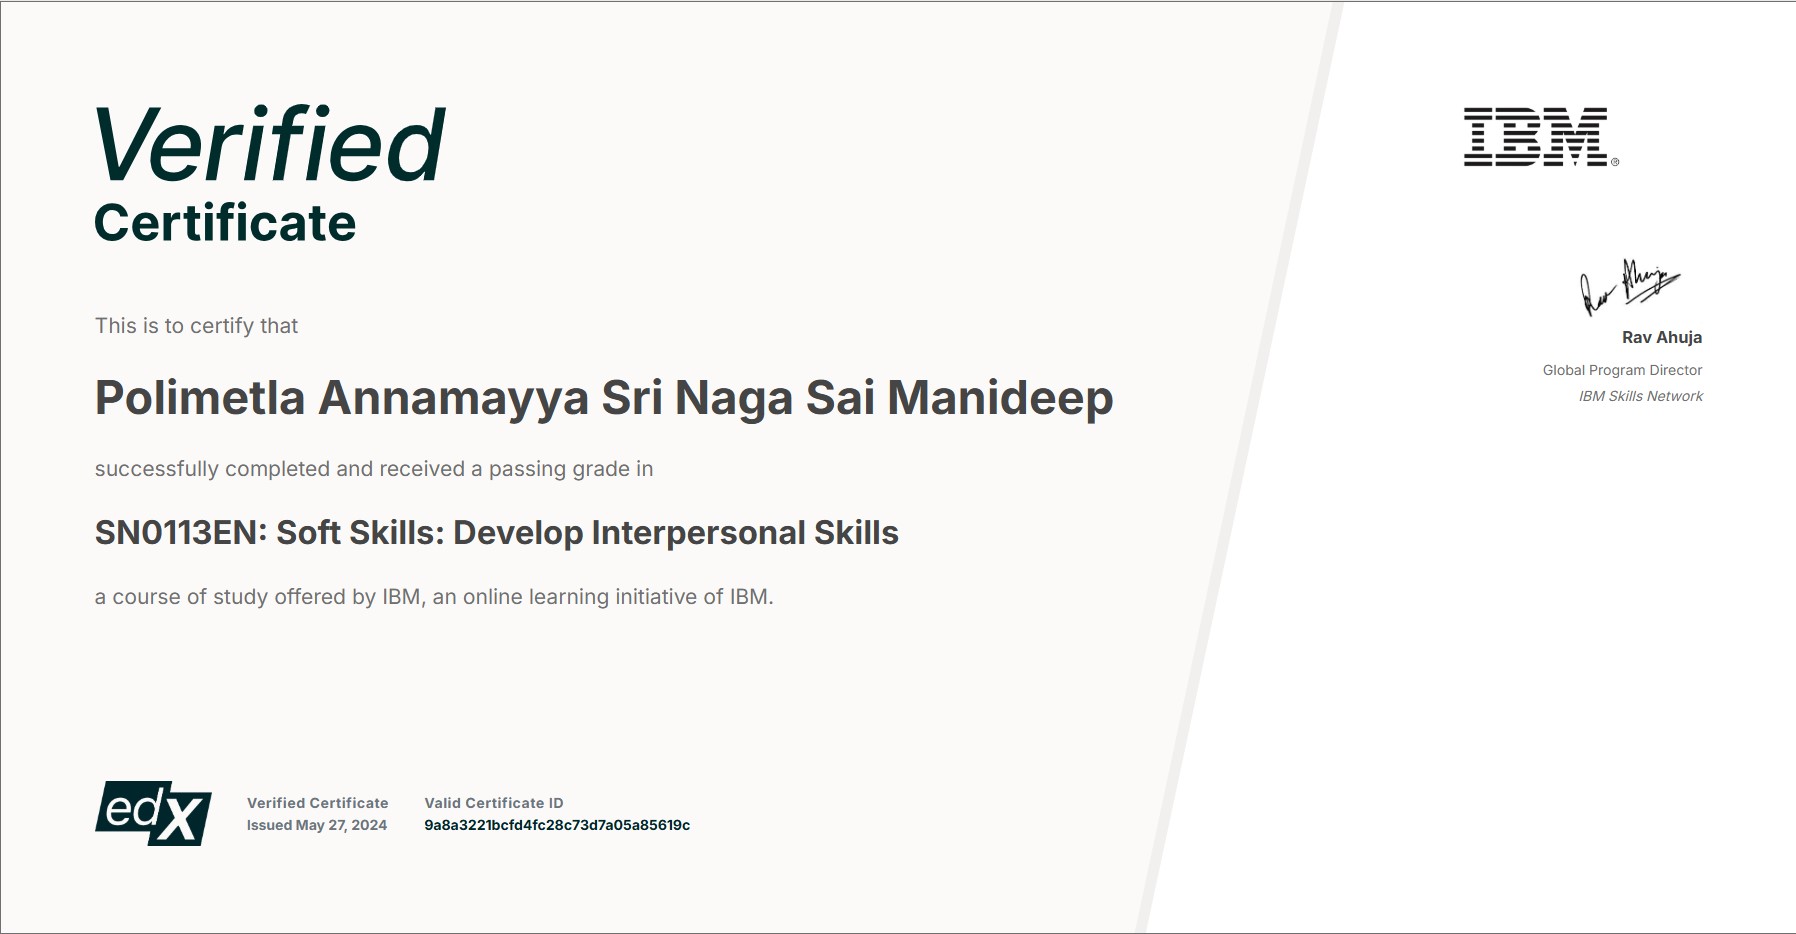 Verified
Certificate
This is to certify that
Polimetla Annamayya Sri Naga Sai Manideep
successfully completed and received a passing grade in
SN0113EN: Soft Skills: Develop Interpersonal Skills
a course of study offered by IBM, an online learning initiative of IBM.
edX
Verified Certificate
Issued May 27, 2024
Valid Certificate ID
9a8a3221bcfd4fc28c73d7a05a85619c
IBM®
Rav Ahuja
Rav Ahuja
Global Program Director
IBM Skills Network